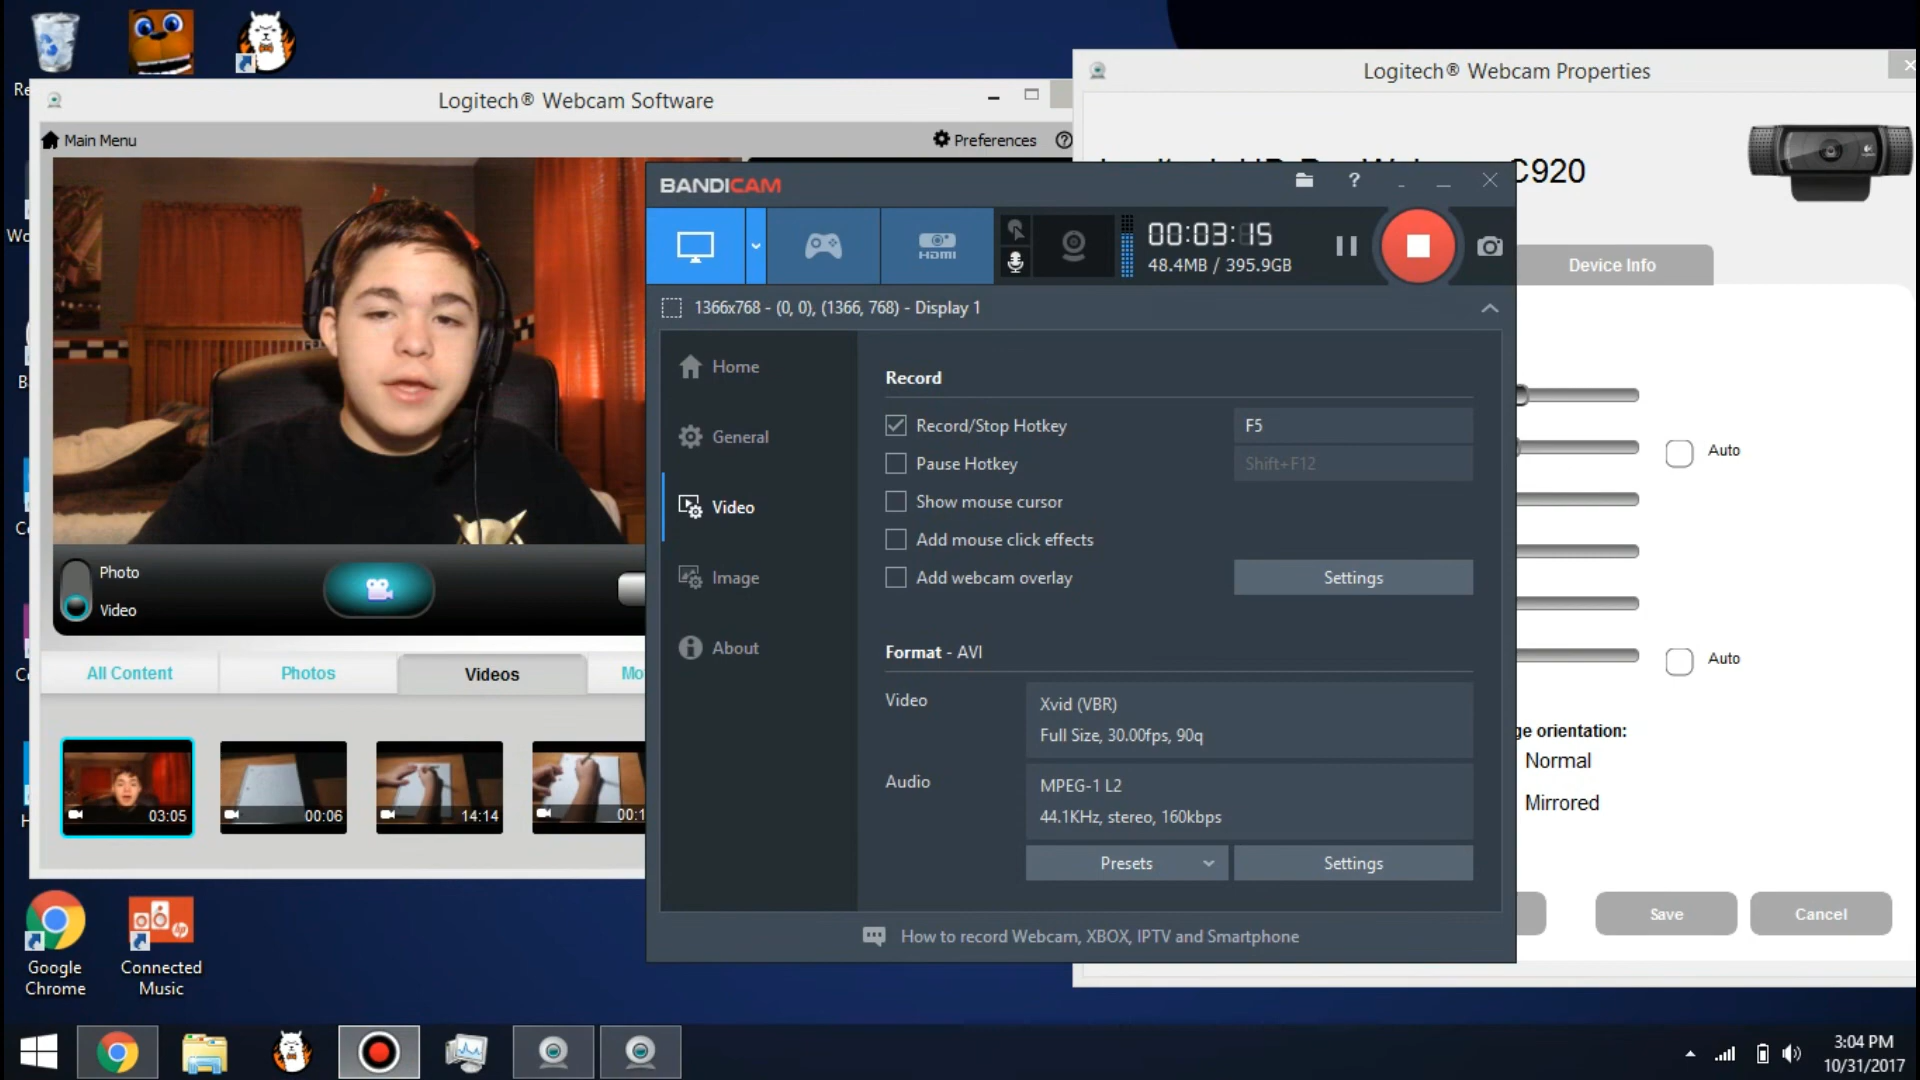 Logitech® Webcam Properties
Logitech® Webcam Software
Main Menu
Preferences
C920
BANDICAM
HDMI
00:03:15
48.4MB / 395.9GB
Device Info
1366x768 - (0, 0), (1366, 768) - Display 1
Home
General
Video
Image
About
Record
Record/Stop Hotkey
F5
Pause Hotkey
Shift+F12
Show mouse cursor
Add mouse click effects
Add webcam overlay
Settings
Format - AVI
Video
Xvid (VBR)
Full Size, 30.00fps, 90q
Audio
MPEG-1 L2
44.1KHz, stereo, 160kbps
Presets
Settings
How to record Webcam, XBOX, IPTV and Smartphone
Auto
Auto
orientation:
Normal
Mirrored
Save
Cancel
Photo
Video
All Content
Photos
Videos
03:05
00:06
14:14
00:1
Google
Chrome
Connected
Music
3:04 PM
10/31/2017